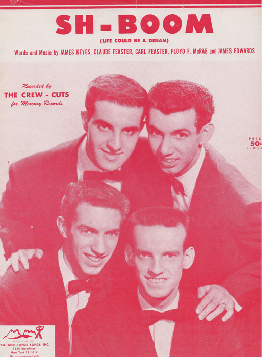 SH-BOOM
(LIFE COULD BE A DREAM)
Words and Music by JAMES KEYES, CLAUDE FEASTER, CARL FEASTER, FLOYD F. McRAE and JAMES EDWARDS
Recorded by
THE CREW-CUTS
for Mercury Records
50¢